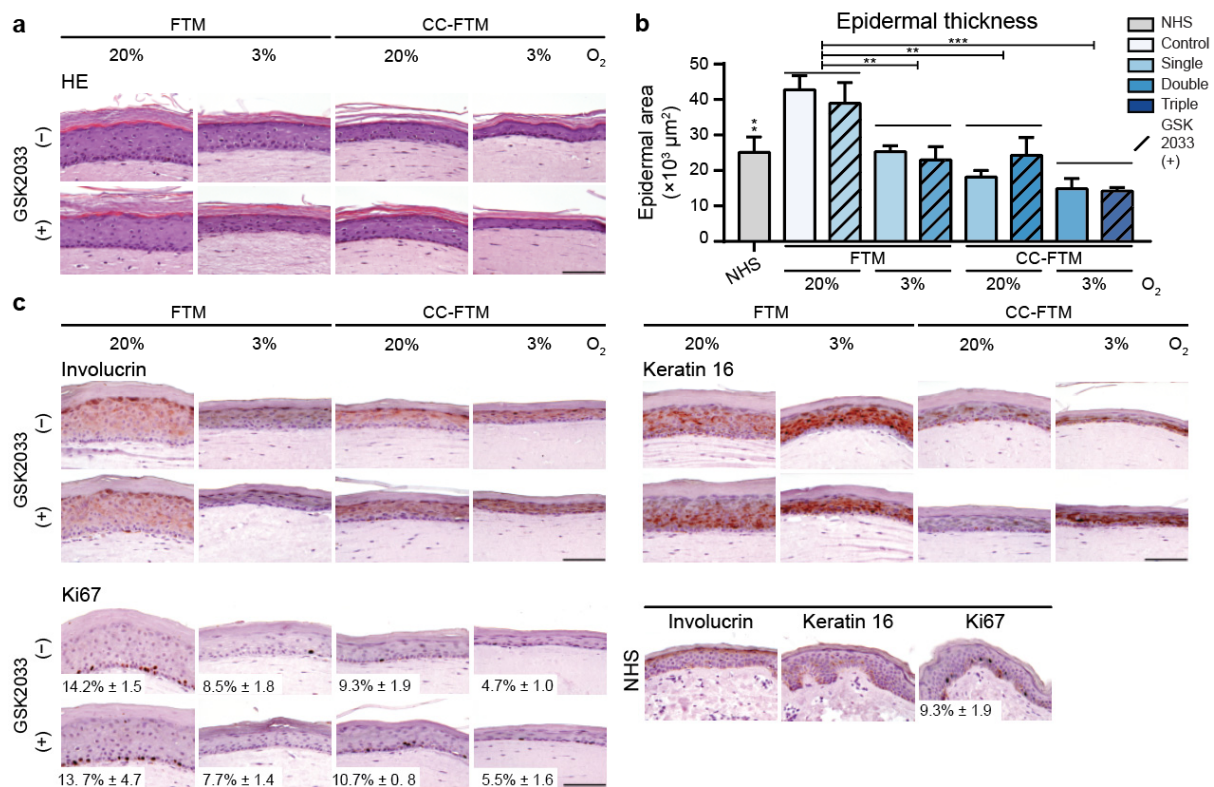 a
FTM CC-FTM
20% 3% 20% 3% O2
HE
GSK2033
(-)
(+)
b
Epidermal thickness
***
**
**
**
Epidermal area
(×10³ µm²)
50
40
30
20
10
0
NHS
FTM CC-FTM
20% 3% 20% 3% O2
NHS
Control
Single
Double
Triple
GSK
2033
(+)
c
FTM CC-FTM
20% 3% 20% 3% O2
Involucrin
GSK2033
(-)
(+)
FTM CC-FTM
20% 3% 20% 3% O2
Keratin 16
Ki67
GSK2033
(-)
14.2% ± 1.5 8.5% ± 1.8 9.3% ± 1.9 4.7% ± 1.0
(+)
13. 7% ± 4.7 7.7% ± 1.4 10.7% ± 0. 8 5.5% ± 1.6
Involucrin Keratin 16 Ki67
NHS
9.3% ± 1.9